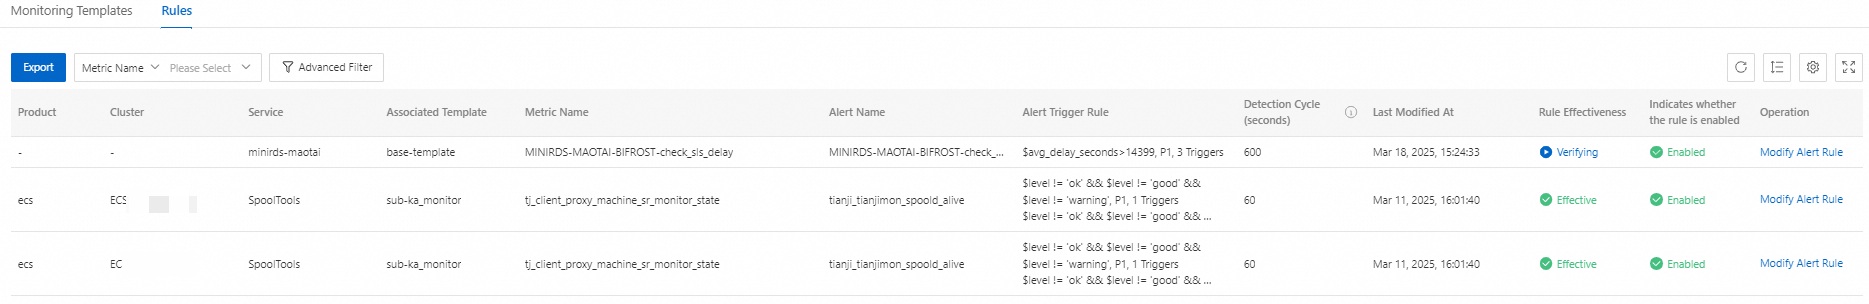 Monitoring Templates Rules
Export Metric Name Please Select Advanced Filter
Product Cluster Service Associated Template Metric Name Alert Name Alert Trigger Rule Detection Cycle (seconds) Last Modified At Rule Effectiveness Indicates whether the rule is enabled Operation
- - minirds-maotai base-template MINIRDS-MAOTAI-BIFROST-check_sls_delay MINIRDS-MAOTAI-BIFROST-check_... $avg_delay_seconds>14399, P1, 3 Triggers 600 Mar 18, 2025, 15:24:33 Verifying Enabled Modify Alert Rule
$level != 'ok' && $level != 'good' &&
ecs ECS SpoolTools sub-ka_monitor tj_client_proxy_machine_sr_monitor_state tianji_tianjimon_spoold_alive $level != 'warning', P1, 1 Triggers 60 Mar 11, 2025, 16:01:40 Effective Enabled Modify Alert Rule
$level != 'ok' && $level != 'good' && ...
$level != 'ok' && $level != 'good' &&
ecs EC SpoolTools sub-ka_monitor tj_client_proxy_machine_sr_monitor_state tianji_tianjimon_spoold_alive $level != 'warning', P1, 1 Triggers 60 Mar 11, 2025, 16:01:40 Effective Enabled Modify Alert Rule
$level != 'ok' && $level != 'good' && ...